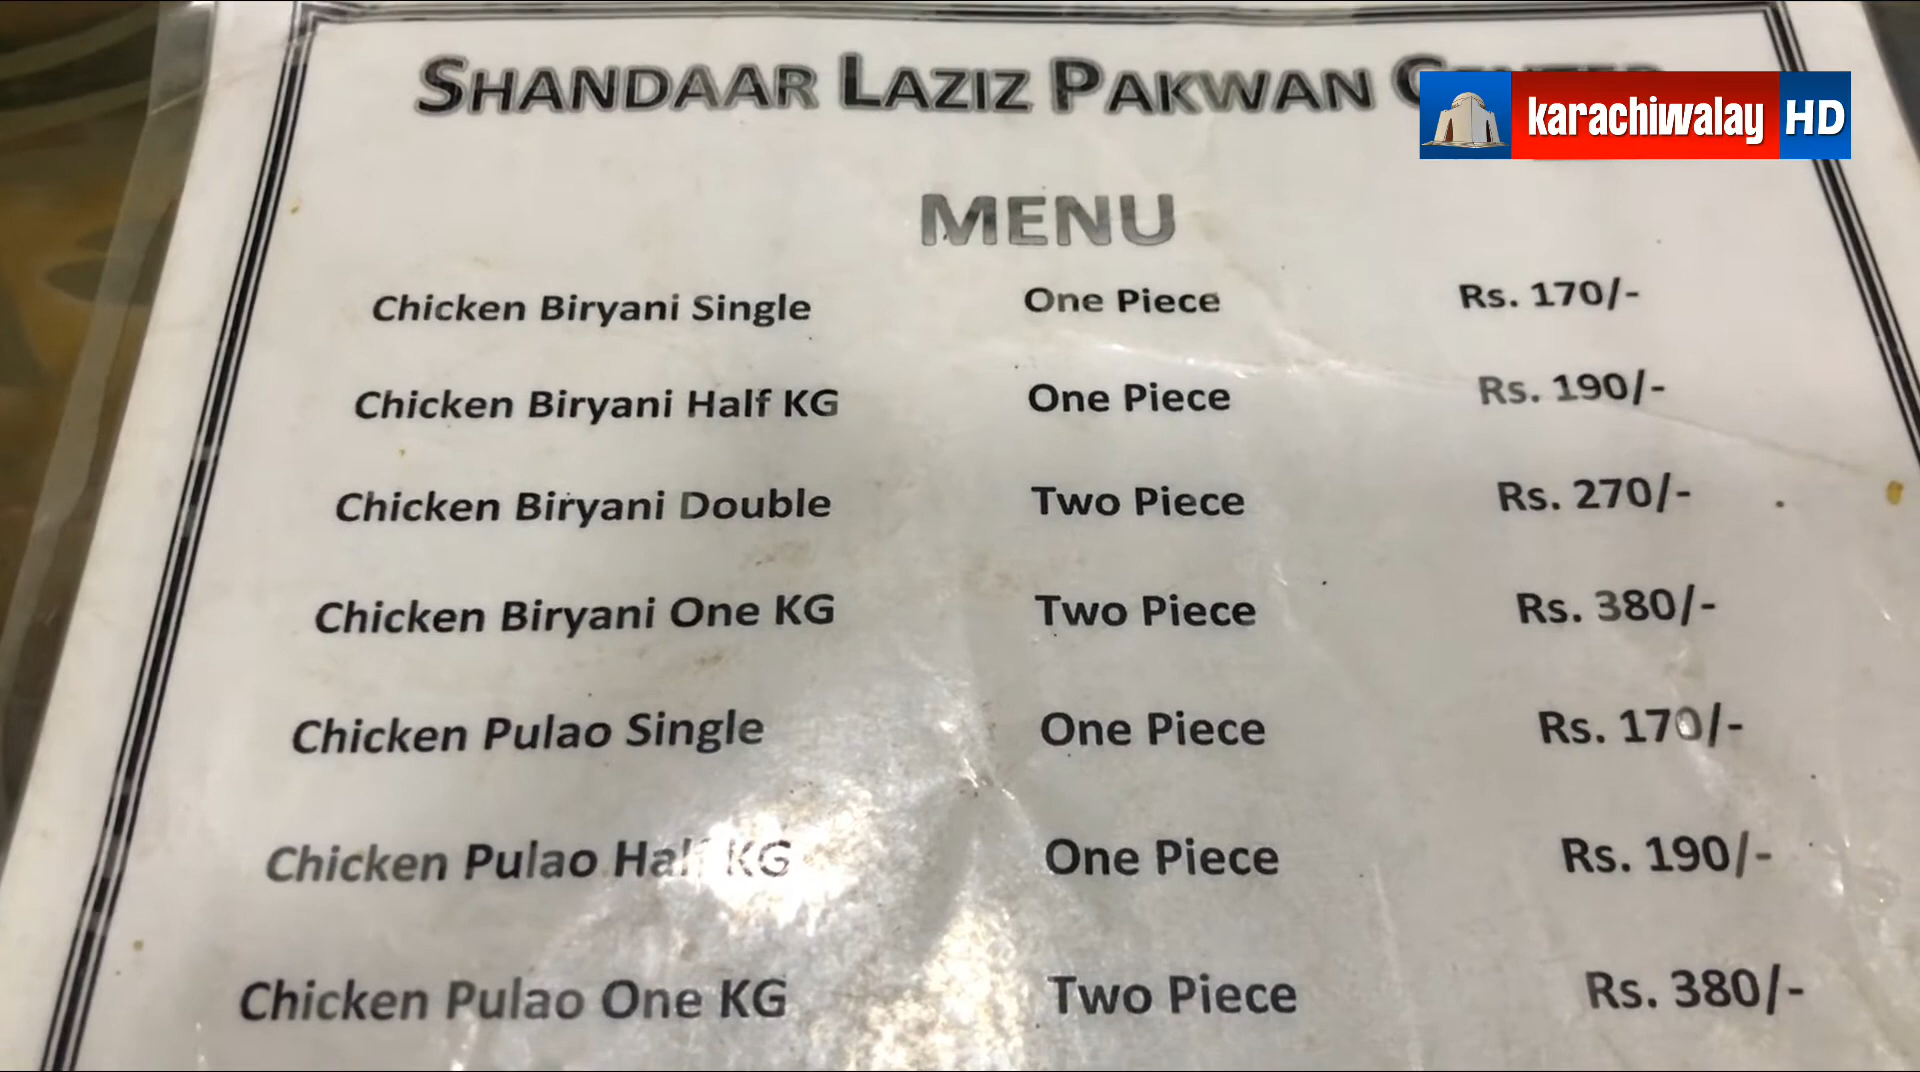 SHANDAAR LAZIZ PAKWAN
karachiwalay HD
MENU
Chicken Biryani Single One Piece Rs. 170/-
Chicken Biryani Half KG One Piece Rs. 190/-
Chicken Biryani Double Two Piece Rs. 270/-
Chicken Biryani One KG Two Piece Rs. 380/-
Chicken Pulao Single One Piece Rs. 170/-
Chicken Pulao Half KG One Piece Rs. 190/-
Chicken Pulao One KG Two Piece Rs. 380/-